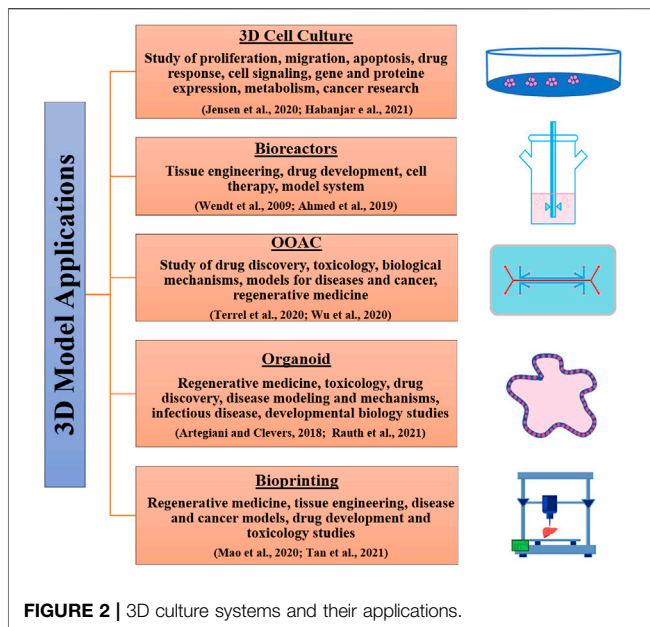 3D Model Applications
3D Cell Culture
Study of proliferation, migration, apoptosis, drug
response, cell signaling, gene and proteine
expression, metabolism, cancer research
(Jensen et al., 2020; Habanjar e al., 2021)
Bioreactors
Tissue engineering, drug development, cell
therapy, model system
(Wendt et al., 2009; Ahmed et al., 2019)
OOAC
Study of drug discovery, toxicology, biological
mechanisms, models for diseases and cancer,
regenerative medicine
(Terrel et al., 2020; Wu et al., 2020)
Organoid
Regenerative medicine, toxicology, drug
discovery, disease modeling and mechanisms,
infectious disease, developmental biology studies
(Artegiani and Clevers, 2018; Rauth et al., 2021)
Bioprinting
Regenerative medicine, tissue engineering, disease
and cancer models, drug development and
toxicology studies
(Mao et al., 2020; Tan et al., 2021)
FIGURE 2 | 3D culture systems and their applications.